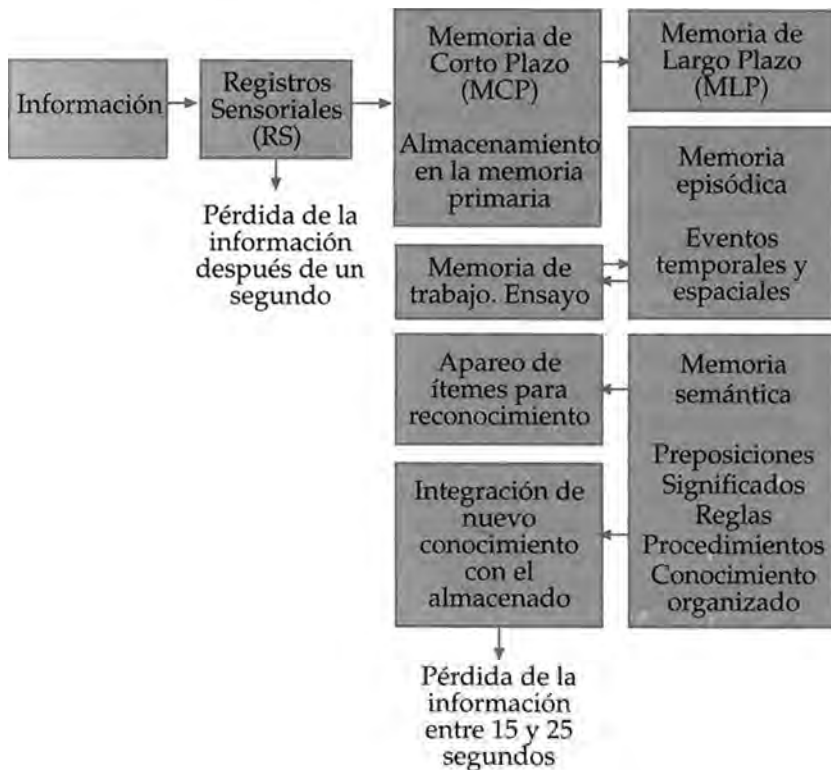 Información
Registros
Sensoriales
(RS)
Pérdida de la
información
después de un
segundo
Memoria de
Corto Plazo
(MCP)
Almacenamiento
en la memoria
primaria
Memoria de
Largo Plazo
(MLP)
Memoria de
trabajo. Ensayo
Memoria
episódica
Eventos
temporales y
espaciales
Apareo de
ítemes para
reconocimiento
Integración de
nuevo
conocimiento
con el
almacenado
Memoria
semántica
Preposiciones
Significados
Reglas
Procedimientos
Conocimiento
organizado
Pérdida de la
información
entre 15 y 25
segundos